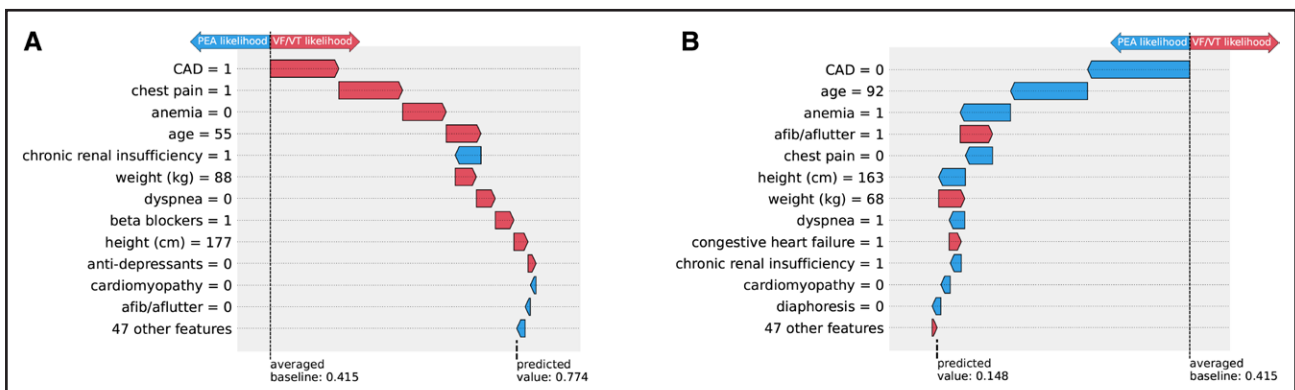 A
PEA likelihood VF/VT likelihood
CAD = 1
chest pain = 1
anemia = 0
age = 55
chronic renal insufficiency = 1
weight (kg) = 88
dyspnea = 0
beta blockers = 1
height (cm) = 177
anti-depressants = 0
cardiomyopathy = 0
afib/aflutter = 0
47 other features
averaged
baseline: 0.415
predicted
value: 0.774
B
PEA likelihood VF/VT likelihood
CAD = 0
age = 92
anemia = 1
afib/aflutter = 1
chest pain = 0
height (cm) = 163
weight (kg) = 68
dyspnea = 1
congestive heart failure = 1
chronic renal insufficiency = 1
cardiomyopathy = 0
diaphoresis = 0
47 other features
predicted
value: 0.148
averaged
baseline: 0.415